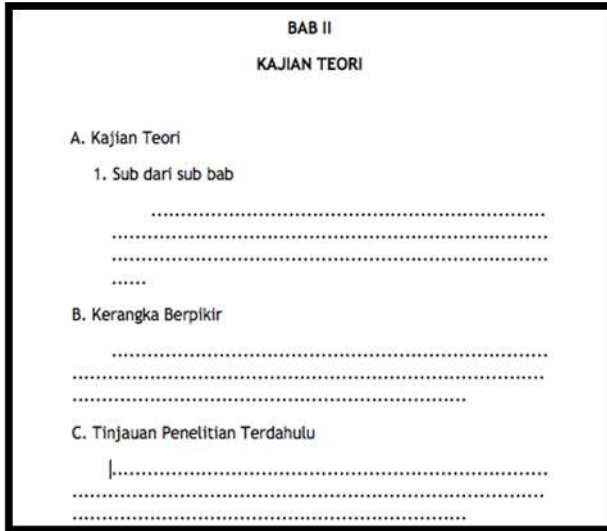 BAB II
KAJIAN TEORI
A. Kajian Teori
1. Sub dari sub bab
....................................................................
...........................................................................
...........................................................................
......
B. Kerangka Berpikir
...........................................................................
.................................................................................
....................................................................
C. Tinjauan Penelitian Terdahulu
...........................................................................
.................................................................................
....................................................................